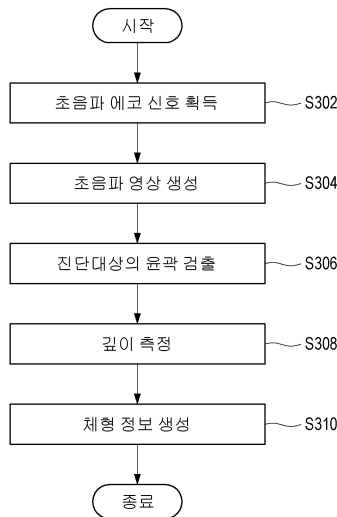 시작
초음파 에코 신호 획득 S302
초음파 영상 생성 S304
진단대상의 윤곽 검출 S306
깊이 측정 S308
체형 정보 생성 S310
종료